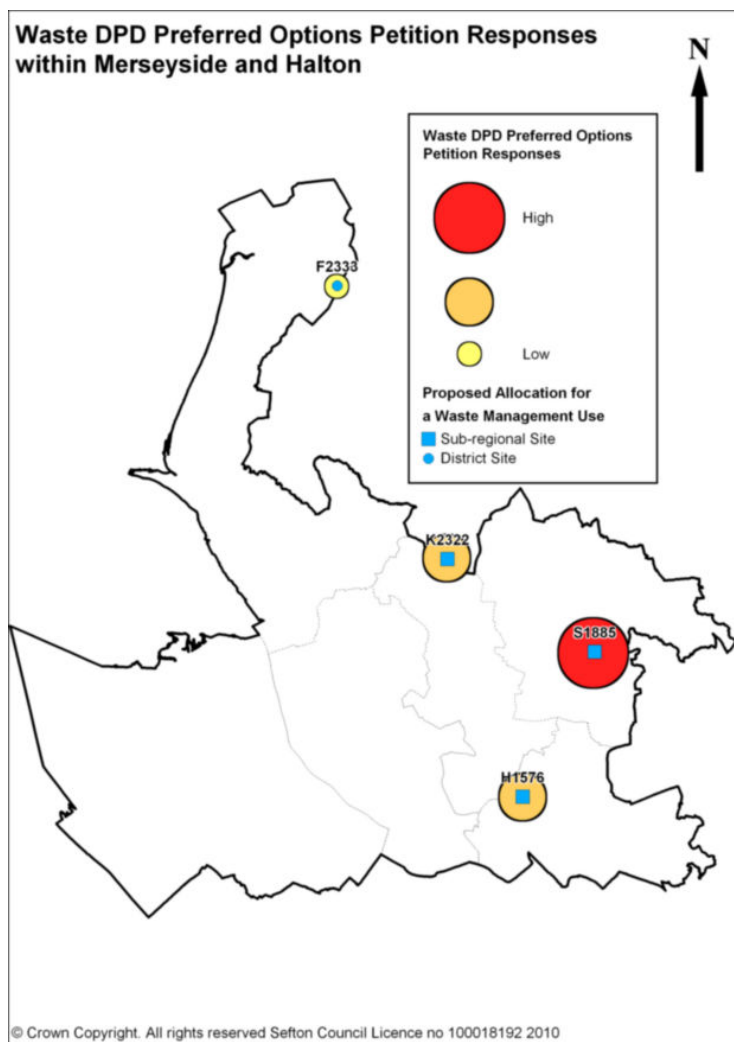 Waste DPD Preferred Options Petition Responses
within Merseyside and Halton
N
Waste DPD Preferred Options
Petition Responses
High
Low
Proposed Allocation for
a Waste Management Use
Sub-regional Site
District Site
F2333
K2322
S1885
H1576
© Crown Copyright. All rights reserved Sefton Council Licence no 100018192 2010